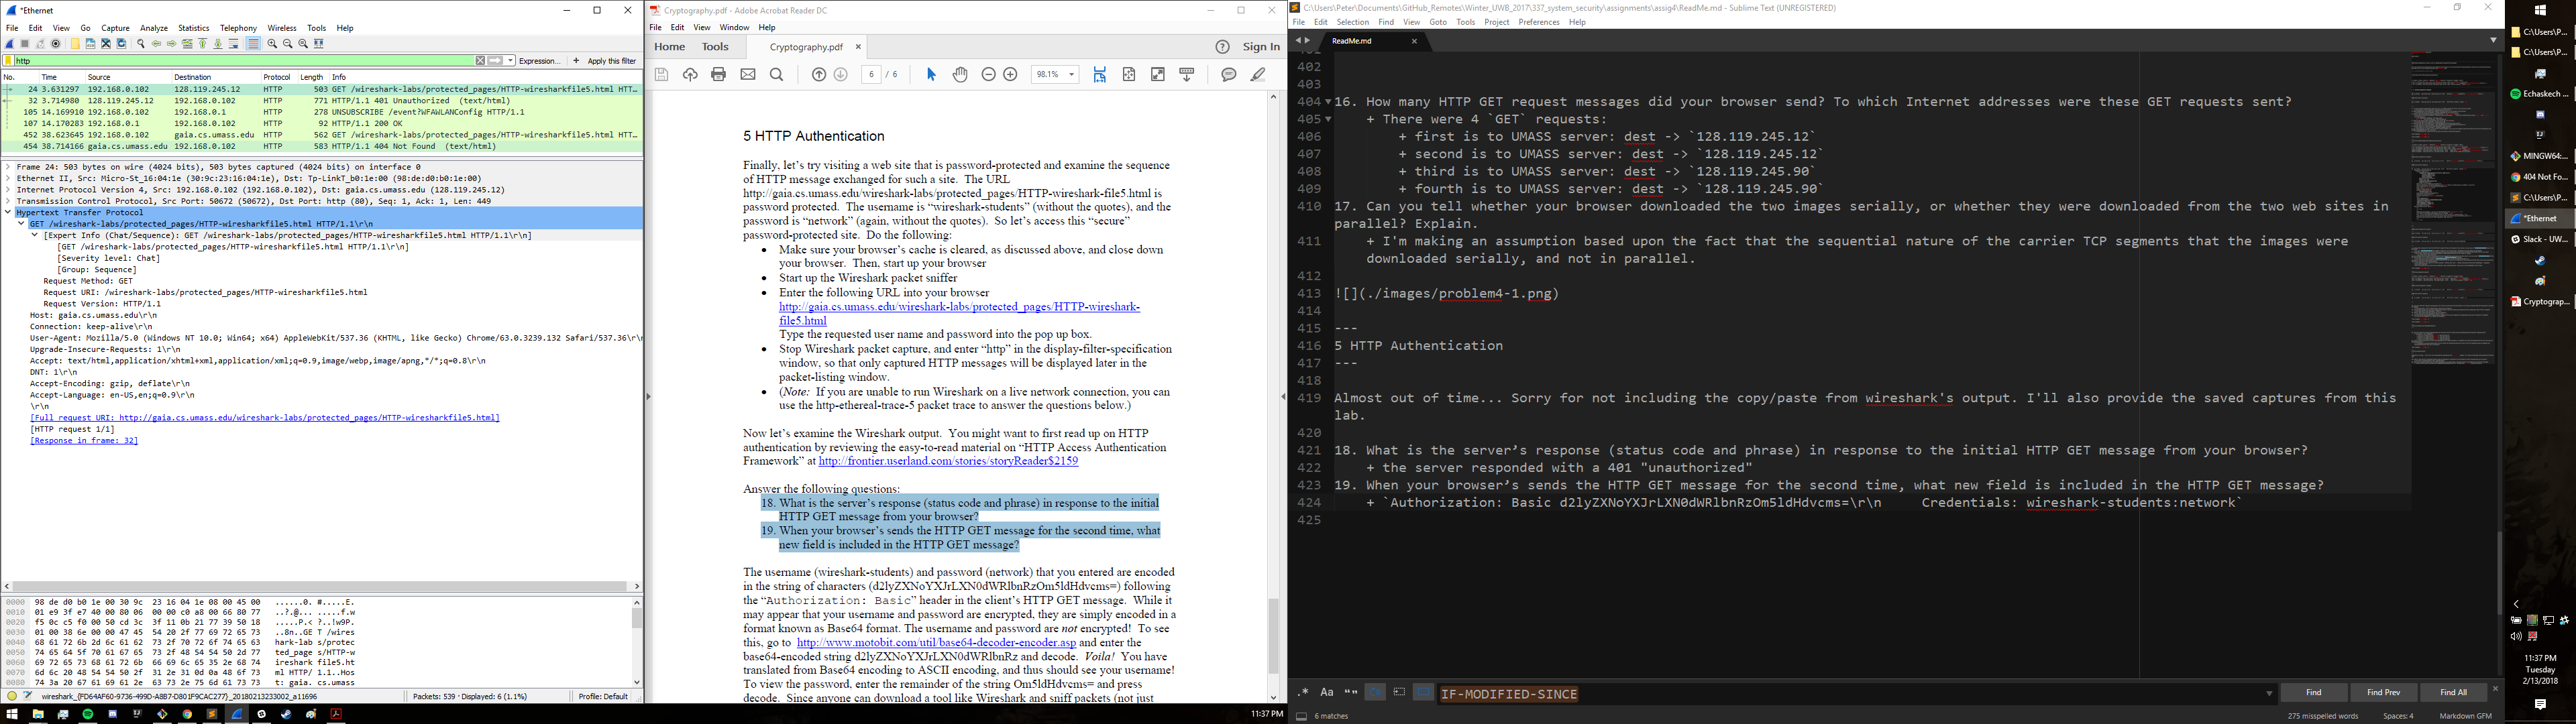 *Ethernet
File Edit View Go Capture Analyze Statistics Telephony Wireless Tools Help
http
Expression... + Apply this filter
No. Time Source Destination Protocol Length Info
24 3.631297 192.168.0.102 128.119.245.12 HTTP 503 GET /wireshark-labs/protected_pages/HTTP-wiresharkfile5.html HTT...
32 3.714980 128.119.245.12 192.168.0.102 HTTP 771 HTTP/1.1 401 Unauthorized (text/html)
105 14.169910 192.168.0.102 192.168.0.1 HTTP 278 UNSUBSCRIBE /event?WFAWLANConfig HTTP/1.1
107 14.170283 192.168.0.1 192.168.0.102 HTTP 92 HTTP/1.1 200 OK
452 38.623645 192.168.0.102 gaia.cs.umass.edu HTTP 562 GET /wireshark-labs/protected_pages/HTTP-wiresharkfile5.html HTT...
454 38.714166 gaia.cs.umass.edu 192.168.0.102 HTTP 583 HTTP/1.1 404 Not Found (text/html)
Frame 24: 503 bytes on wire (4024 bits), 503 bytes captured (4024 bits) on interface 0
Ethernet II, Src: Micro-St_16:04:1e (30:9c:23:16:04:1e), Dst: Tp-LinkT_b0:1e:00 (98:de:d0:b0:1e:00)
Internet Protocol Version 4, Src: 192.168.0.102 (192.168.0.102), Dst: gaia.cs.umass.edu (128.119.245.12)
Transmission Control Protocol, Src Port: 50672 (50672), Dst Port: http (80), Seq: 1, Ack: 1, Len: 449
Hypertext Transfer Protocol
GET /wireshark-labs/protected_pages/HTTP-wiresharkfile5.html HTTP/1.1\r\n
[Expert Info (Chat/Sequence): GET /wireshark-labs/protected_pages/HTTP-wiresharkfile5.html HTTP/1.1\r\n]
[GET /wireshark-labs/protected_pages/HTTP-wiresharkfile5.html HTTP/1.1\r\n]
[Severity level: Chat]
[Group: Sequence]
Request Method: GET
Request URI: /wireshark-labs/protected_pages/HTTP-wiresharkfile5.html
Request Version: HTTP/1.1
Host: gaia.cs.umass.edu\r\n
Connection: keep-alive\r\n
User-Agent: Mozilla/5.0 (Windows NT 10.0; Win64; x64) AppleWebKit/537.36 (KHTML, like Gecko) Chrome/63.0.3239.132 Safari/537.36\r\n
Upgrade-Insecure-Requests: 1\r\n
Accept: text/html,application/xhtml+xml,application/xml;q=0.9,image/webp,image/apng,*/*;q=0.8\r\n
DNT: 1\r\n
Accept-Encoding: gzip, deflate\r\n
Accept-Language: en-US,en;q=0.9\r\n
\r\n
[Full request URI: http://gaia.cs.umass.edu/wireshark-labs/protected_pages/HTTP-wiresharkfile5.html]
[HTTP request 1/1]
[Response in frame: 32]
0000 98 de d0 b0 1e 00 30 9c 23 16 04 1e 08 00 45 00 ......0. #.....E.
0010 01 e9 3f e7 40 00 80 06 00 00 c0 a8 00 66 80 77 ..?.@... .....f.w
0020 f5 0c c5 f0 00 50 cd 3c 3f 11 0b 21 77 39 50 18 .....P.< ?..!w9P.
0030 01 00 38 6e 00 00 47 45 54 20 2f 77 69 72 65 73 ..8n..GE T /wires
0040 68 61 72 6b 2d 6c 61 62 73 2f 70 72 6f 74 65 63 hark-lab s/protec
0050 74 65 64 5f 70 61 67 65 73 2f 48 54 54 50 2d 77 ted_page s/HTTP-w
0060 69 72 65 73 68 61 72 6b 66 69 6c 65 35 2e 68 74 ireshark file5.ht
0070 6d 6c 20 48 54 54 50 2f 31 2e 31 0d 0a 48 6f 73 ml HTTP/ 1.1..Hos
0080 74 3a 20 67 61 69 61 2e 63 73 2e 75 6d 61 73 73 t: gaia. cs.umass
wireshark_{FD64AF60-9736-499D-A8B7-D801F9CAC277}_20180213233002_a11696 Packets: 539 · Displayed: 6 (1.1%) Profile: Default
Cryptography.pdf - Adobe Acrobat Reader DC
File Edit View Window Help
Home Tools Cryptography.pdf × Sign In
6 / 6 98.1%
5 HTTP Authentication
Finally, let’s try visiting a web site that is password-protected and examine the sequence
of HTTP message exchanged for such a site. The URL
http://gaia.cs.umass.edu/wireshark-labs/protected_pages/HTTP-wireshark-file5.html is
password protected. The username is “wireshark-students” (without the quotes), and the
password is “network” (again, without the quotes). So let’s access this “secure”
password-protected site. Do the following:
• Make sure your browser’s cache is cleared, as discussed above, and close down
your browser. Then, start up your browser
• Start up the Wireshark packet sniffer
• Enter the following URL into your browser
http://gaia.cs.umass.edu/wireshark-labs/protected_pages/HTTP-wireshark-
file5.html
Type the requested user name and password into the pop up box.
• Stop Wireshark packet capture, and enter “http” in the display-filter-specification
window, so that only captured HTTP messages will be displayed later in the
packet-listing window.
• (Note: If you are unable to run Wireshark on a live network connection, you can
use the http-ethereal-trace-5 packet trace to answer the questions below.)
Now let’s examine the Wireshark output. You might want to first read up on HTTP
authentication by reviewing the easy-to-read material on “HTTP Access Authentication
Framework” at http://frontier.userland.com/stories/storyReader$2159
Answer the following questions:
18. What is the server’s response (status code and phrase) in response to the initial
HTTP GET message from your browser?
19. When your browser’s sends the HTTP GET message for the second time, what
new field is included in the HTTP GET message?
The username (wireshark-students) and password (network) that you entered are encoded
in the string of characters (d2lyZXNoYXJrLXN0dWRlbnRzOm5ldHdvcms=) following
the “Authorization: Basic” header in the client’s HTTP GET message. While it
may appear that your username and password are encrypted, they are simply encoded in a
format known as Base64 format. The username and password are not encrypted! To see
this, go to http://www.motobit.com/util/base64-decoder-encoder.asp and enter the
base64-encoded string d2lyZXNoYXJrLXN0dWRlbnRz and decode. Voila! You have
translated from Base64 encoding to ASCII encoding, and thus should see your username!
To view the password, enter the remainder of the string Om5ldHdvcms= and press
decode. Since anyone can download a tool like Wireshark and sniff packets (not just
11:37 PM
C:\Users\Peter\Documents\GitHub_Remotes\Winter_UWB_2017\337_system_security\assignments\assig4\ReadMe.md - Sublime Text (UNREGISTERED)
File Edit Selection Find View Goto Tools Project Preferences Help
ReadMe.md ×
402
403
404 16. How many HTTP GET request messages did your browser send? To which Internet addresses were these GET requests sent?
405 + There were 4 `GET` requests:
406 + first is to UMASS server: dest -> `128.119.245.12`
407 + second is to UMASS server: dest -> `128.119.245.12`
408 + third is to UMASS server: dest -> `128.119.245.90`
409 + fourth is to UMASS server: dest -> `128.119.245.90`
410 17. Can you tell whether your browser downloaded the two images serially, or whether they were downloaded from the two web sites in
parallel? Explain.
411 + I'm making an assumption based upon the fact that the sequential nature of the carrier TCP segments that the images were
downloaded serially, and not in parallel.
412
413 ![](./images/problem4-1.png)
414
415 ---
416 5 HTTP Authentication
417 ---
418
419 Almost out of time... Sorry for not including the copy/paste from wireshark's output. I'll also provide the saved captures from this
lab.
420
421 18. What is the server’s response (status code and phrase) in response to the initial HTTP GET message from your browser?
422 + the server responded with a 401 "unauthorized"
423 19. When your browser’s sends the HTTP GET message for the second time, what new field is included in the HTTP GET message?
424 + `Authorization: Basic d2lyZXNoYXJrLXN0dWRlbnRzOm5ldHdvcms=\r\n Credentials: wireshark-students:network`
425
.* Aa “” IF-MODIFIED-SINCE Find Find Prev Find All
6 matches 275 misspelled words Spaces: 4 Markdown GFM
C:\Users\P...
C:\Users\P...
Echaskech ...
MINGW64:...
404 Not Fo...
C:\Users\P...
*Ethernet
Slack - UW...
Cryptograp...
11:37 PM
Tuesday
2/13/2018